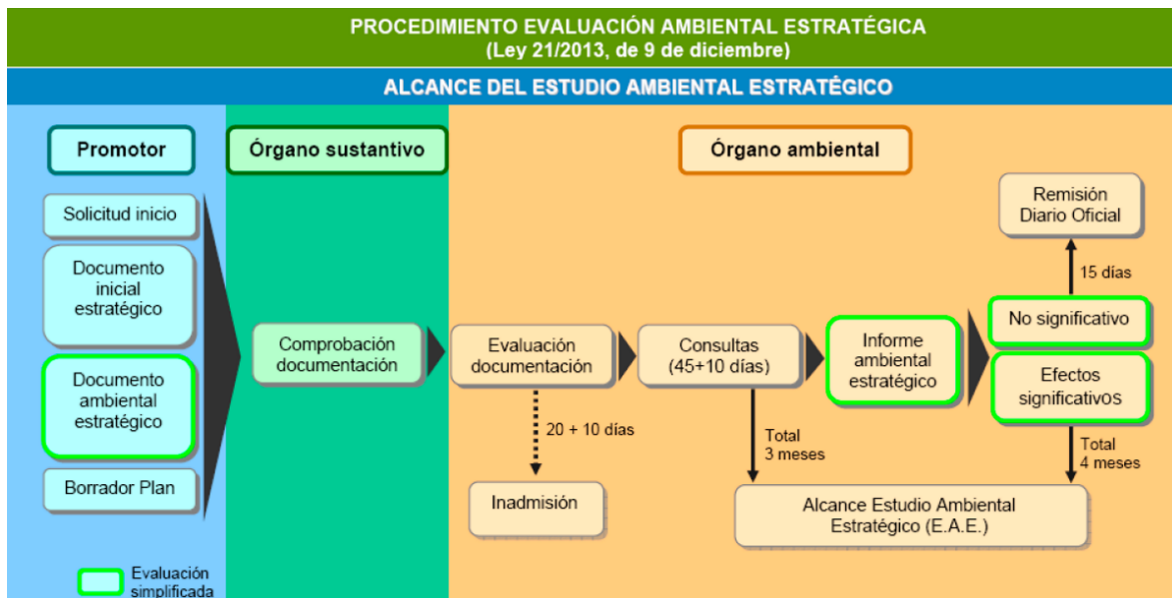 PROCEDIMIENTO EVALUACIÓN AMBIENTAL ESTRATÉGICA
(Ley 21/2013, de 9 de diciembre)
ALCANCE DEL ESTUDIO AMBIENTAL ESTRATÉGICO
Promotor
Órgano sustantivo
Órgano ambiental
Solicitud inicio
Documento
inicial
estratégico
Documento
ambiental
estratégico
Borrador Plan
Evaluación
simplificada
Comprobación
documentación
Evaluación
documentación
20 + 10 días
Inadmisión
Consultas
(45+10 días)
Total
3 meses
Informe
ambiental
estratégico
Remisión
Diario Oficial
15 días
No significativo
Efectos
significativos
Total
4 meses
Alcance Estudio Ambiental
Estratégico (E.A.E.)